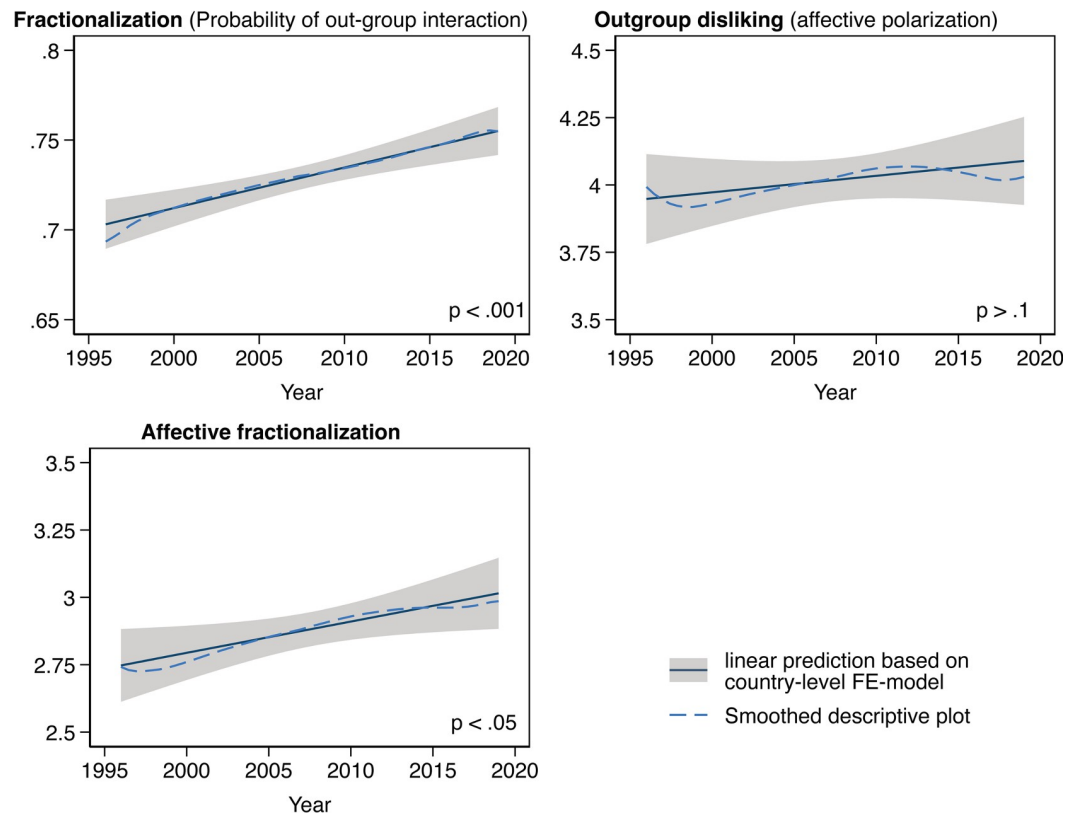 Fractionalization (Probability of out-group interaction)
.8
.75
.7
.65
p < .001
1995 2000 2005 2010 2015 2020
Year
Outgroup disliking (affective polarization)
4.5
4.25
4
3.75
3.5
p > .1
1995 2000 2005 2010 2015 2020
Year
Affective fractionalization
3.5
3.25
3
2.75
2.5
p < .05
1995 2000 2005 2010 2015 2020
Year
linear prediction based on
country-level FE-model
Smoothed descriptive plot